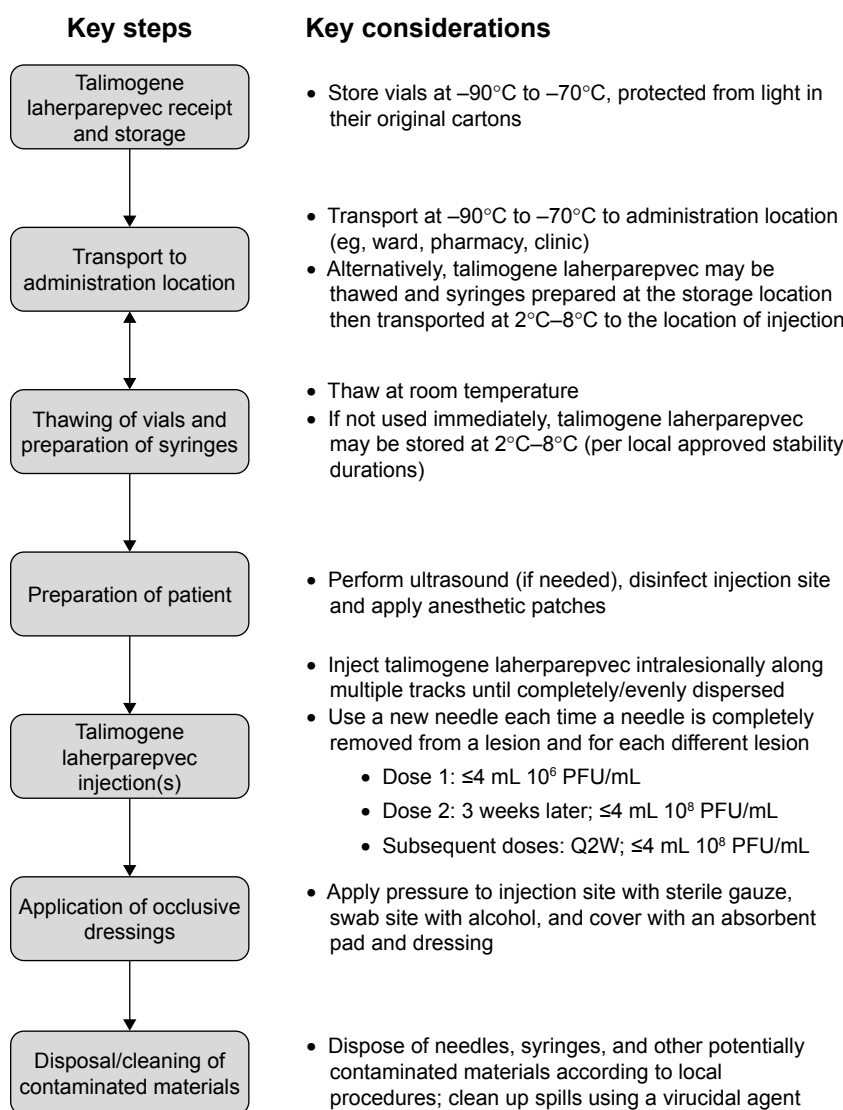 Key steps
Key considerations
Talimogene
laherparepvec receipt
and storage
• Store vials at –90°C to –70°C, protected from light in
their original cartons
Transport to
administration location
• Transport at –90°C to –70°C to administration location
(eg, ward, pharmacy, clinic)
• Alternatively, talimogene laherparepvec may be
thawed and syringes prepared at the storage location
then transported at 2°C–8°C to the location of injection
Thawing of vials and
preparation of syringes
• Thaw at room temperature
• If not used immediately, talimogene laherparepvec
may be stored at 2°C–8°C (per local approved stability
durations)
Preparation of patient
• Perform ultrasound (if needed), disinfect injection site
and apply anesthetic patches
Talimogene
laherparepvec
injection(s)
• Inject talimogene laherparepvec intralesionally along
multiple tracks until completely/evenly dispersed
• Use a new needle each time a needle is completely
removed from a lesion and for each different lesion
• Dose 1: ≤4 mL 10⁶ PFU/mL
• Dose 2: 3 weeks later; ≤4 mL 10⁸ PFU/mL
• Subsequent doses: Q2W; ≤4 mL 10⁸ PFU/mL
Application of occlusive
dressings
• Apply pressure to injection site with sterile gauze,
swab site with alcohol, and cover with an absorbent
pad and dressing
Disposal/cleaning of
contaminated materials
• Dispose of needles, syringes, and other potentially
contaminated materials according to local
procedures; clean up spills using a virucidal agent